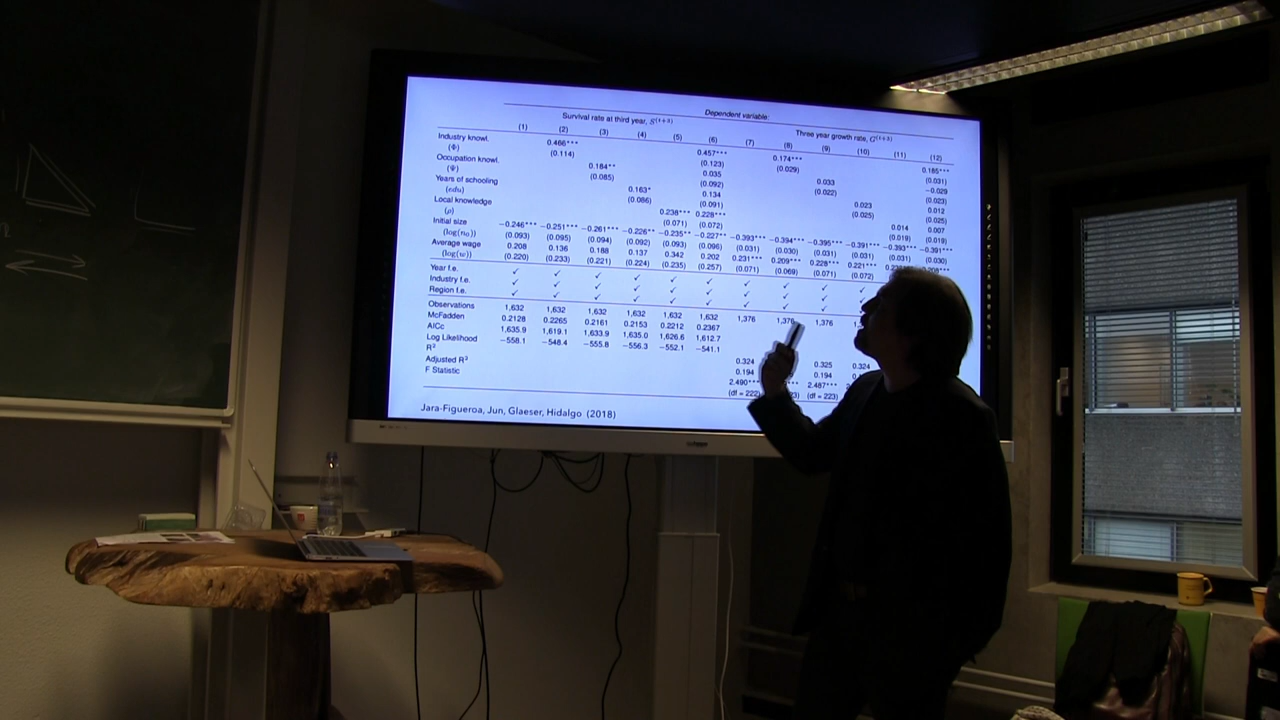 Dependent variable:
Survival rate at third year, S(t+3) Three year growth rate, G(t+3)
(1) (2) (3) (4) (5) (6) (7) (8) (9) (10) (11) (12)
Industry knowl. 0.466*** 0.457*** 0.174*** 0.185***
(Φ) (0.114) (0.123) (0.029) (0.031)
Occupation knowl. 0.184** 0.035 0.033 −0.029
(Ψ) (0.085) (0.092) (0.022) (0.023)
Years of schooling 0.163* 0.134 0.023 0.012
(edu) (0.086) (0.091) (0.025) (0.025)
Local knowledge 0.238*** 0.228*** 0.014 0.007
(ρ) (0.071) (0.072) (0.019) (0.019)
Initial size −0.246*** −0.251*** −0.261*** −0.226** −0.235** −0.227** −0.393*** −0.394*** −0.395*** −0.391*** −0.393*** −0.391***
(log(n0)) (0.093) (0.095) (0.094) (0.092) (0.093) (0.096) (0.031) (0.030) (0.031) (0.031) (0.031) (0.030)
Average wage 0.208 0.136 0.188 0.137 0.342 0.202 0.231*** 0.209*** 0.228*** 0.221***
(log(w)) (0.220) (0.233) (0.221) (0.224) (0.235) (0.257) (0.071) (0.069) (0.071) (0.072)
Year f.e. ✓ ✓ ✓ ✓ ✓ ✓ ✓ ✓ ✓ ✓
Industry f.e. ✓ ✓ ✓ ✓ ✓ ✓ ✓ ✓ ✓ ✓
Region f.e. ✓ ✓ ✓ ✓ ✓ ✓ ✓ ✓ ✓
Observations 1,632 1,632 1,632 1,632 1,632 1,632 1,376 1,376 1,376
McFadden 0.2128 0.2265 0.2161 0.2153 0.2212 0.2367
AICc 1,635.9 1,619.1 1,633.9 1,635.0 1,626.6 1,612.7
Log Likelihood −558.1 −548.4 −555.8 −556.3 −552.1 −541.1
R² 0.324 0.325 0.324
Adjusted R² 0.194 0.194
F Statistic 2.490*** 2.487***
(df = 222) (df = 223)
Jara-Figueroa, Jun, Glaeser, Hidalgo (2018)